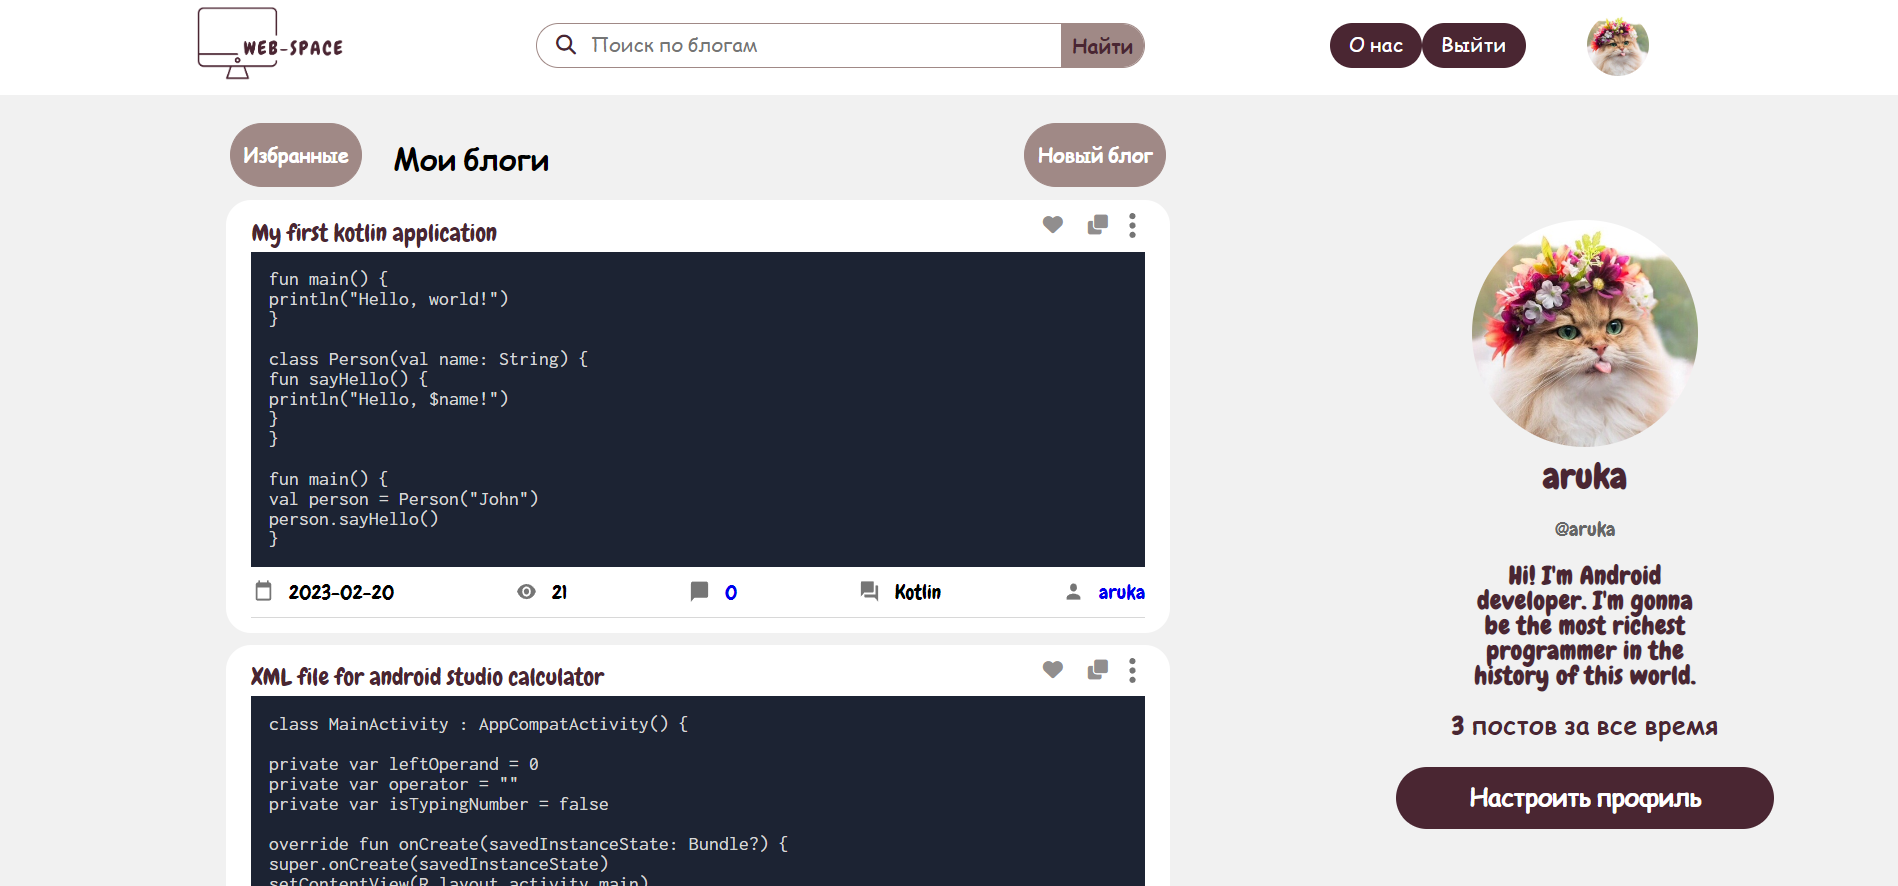 WEB-SPACE
Поиск по блогам
Найти
О нас
Выйти
Избранные
Мои блоги
Новый блог
My first kotlin application
fun main() {
println("Hello, world!")
}
class Person(val name: String) {
fun sayHello() {
println("Hello, $name!")
}
}
fun main() {
val person = Person("John")
person.sayHello()
}
2023-02-20
21
0
Kotlin
aruka
XML file for android studio calculator
class MainActivity : AppCompatActivity() {
private var leftOperand = 0
private var operator = ""
private var isTypingNumber = false
override fun onCreate(savedInstanceState: Bundle?) {
super.onCreate(savedInstanceState)
setContentView(R.layout.activity_main)
aruka
@aruka
Hi! I'm Android
developer. I'm gonna
be the most richest
programmer in the
history of this world.
3 постов за все время
Настроить профиль